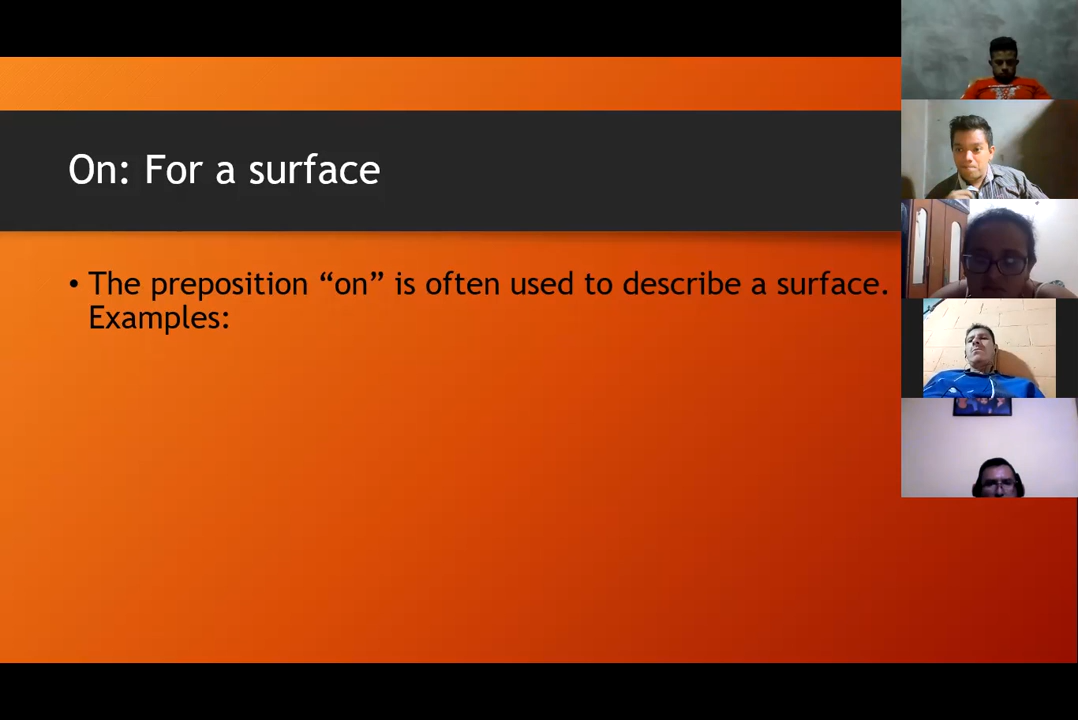 On: For a surface
• The preposition “on” is often used to describe a surface.
Examples: